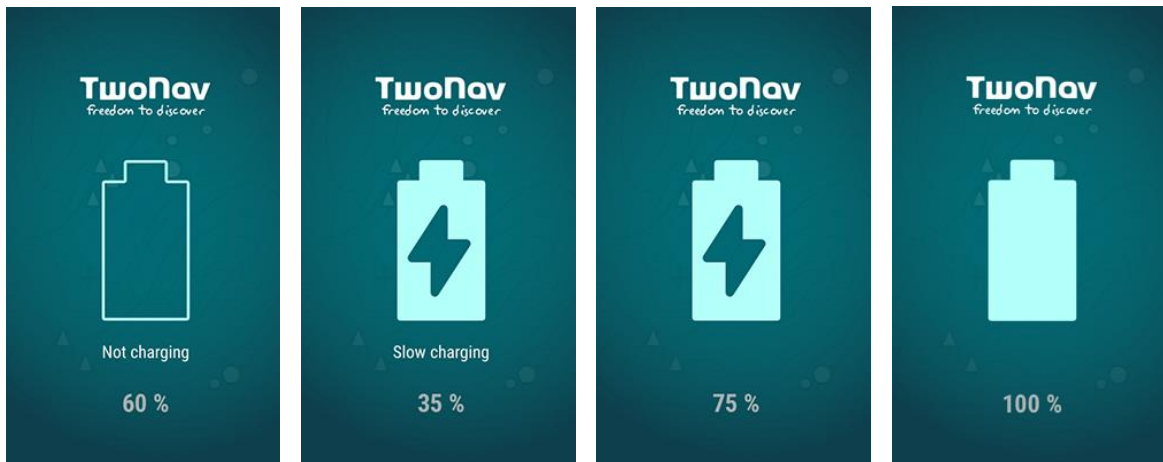 TwoNav
freedom to discover
Not charging
60 %
TwoNav
freedom to discover
Slow charging
35 %
TwoNav
freedom to discover
75 %
TwoNav
freedom to discover
100 %